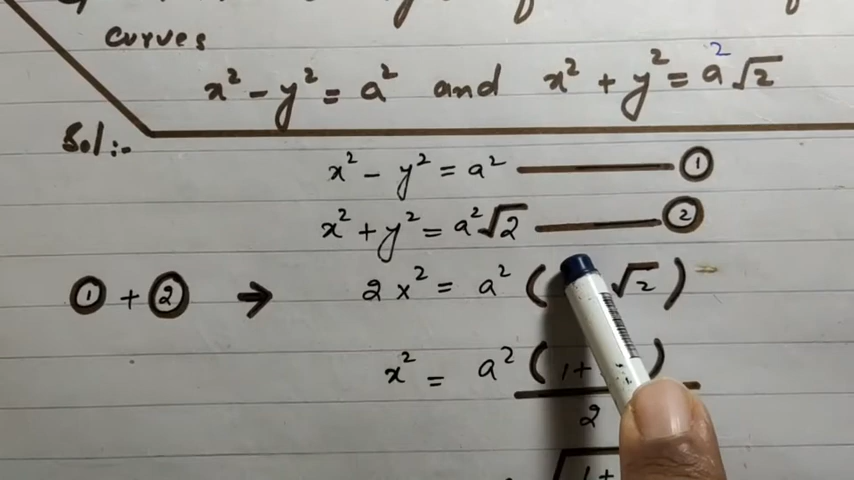 curves
x² - y² = a² and x² + y² = a²√2
Sol:-
x² - y² = a² ——— ①
x² + y² = a²√2 ——— ②
① + ② → 2x² = a² ( √2 )
x² = a² ( 1+ )
2
1+